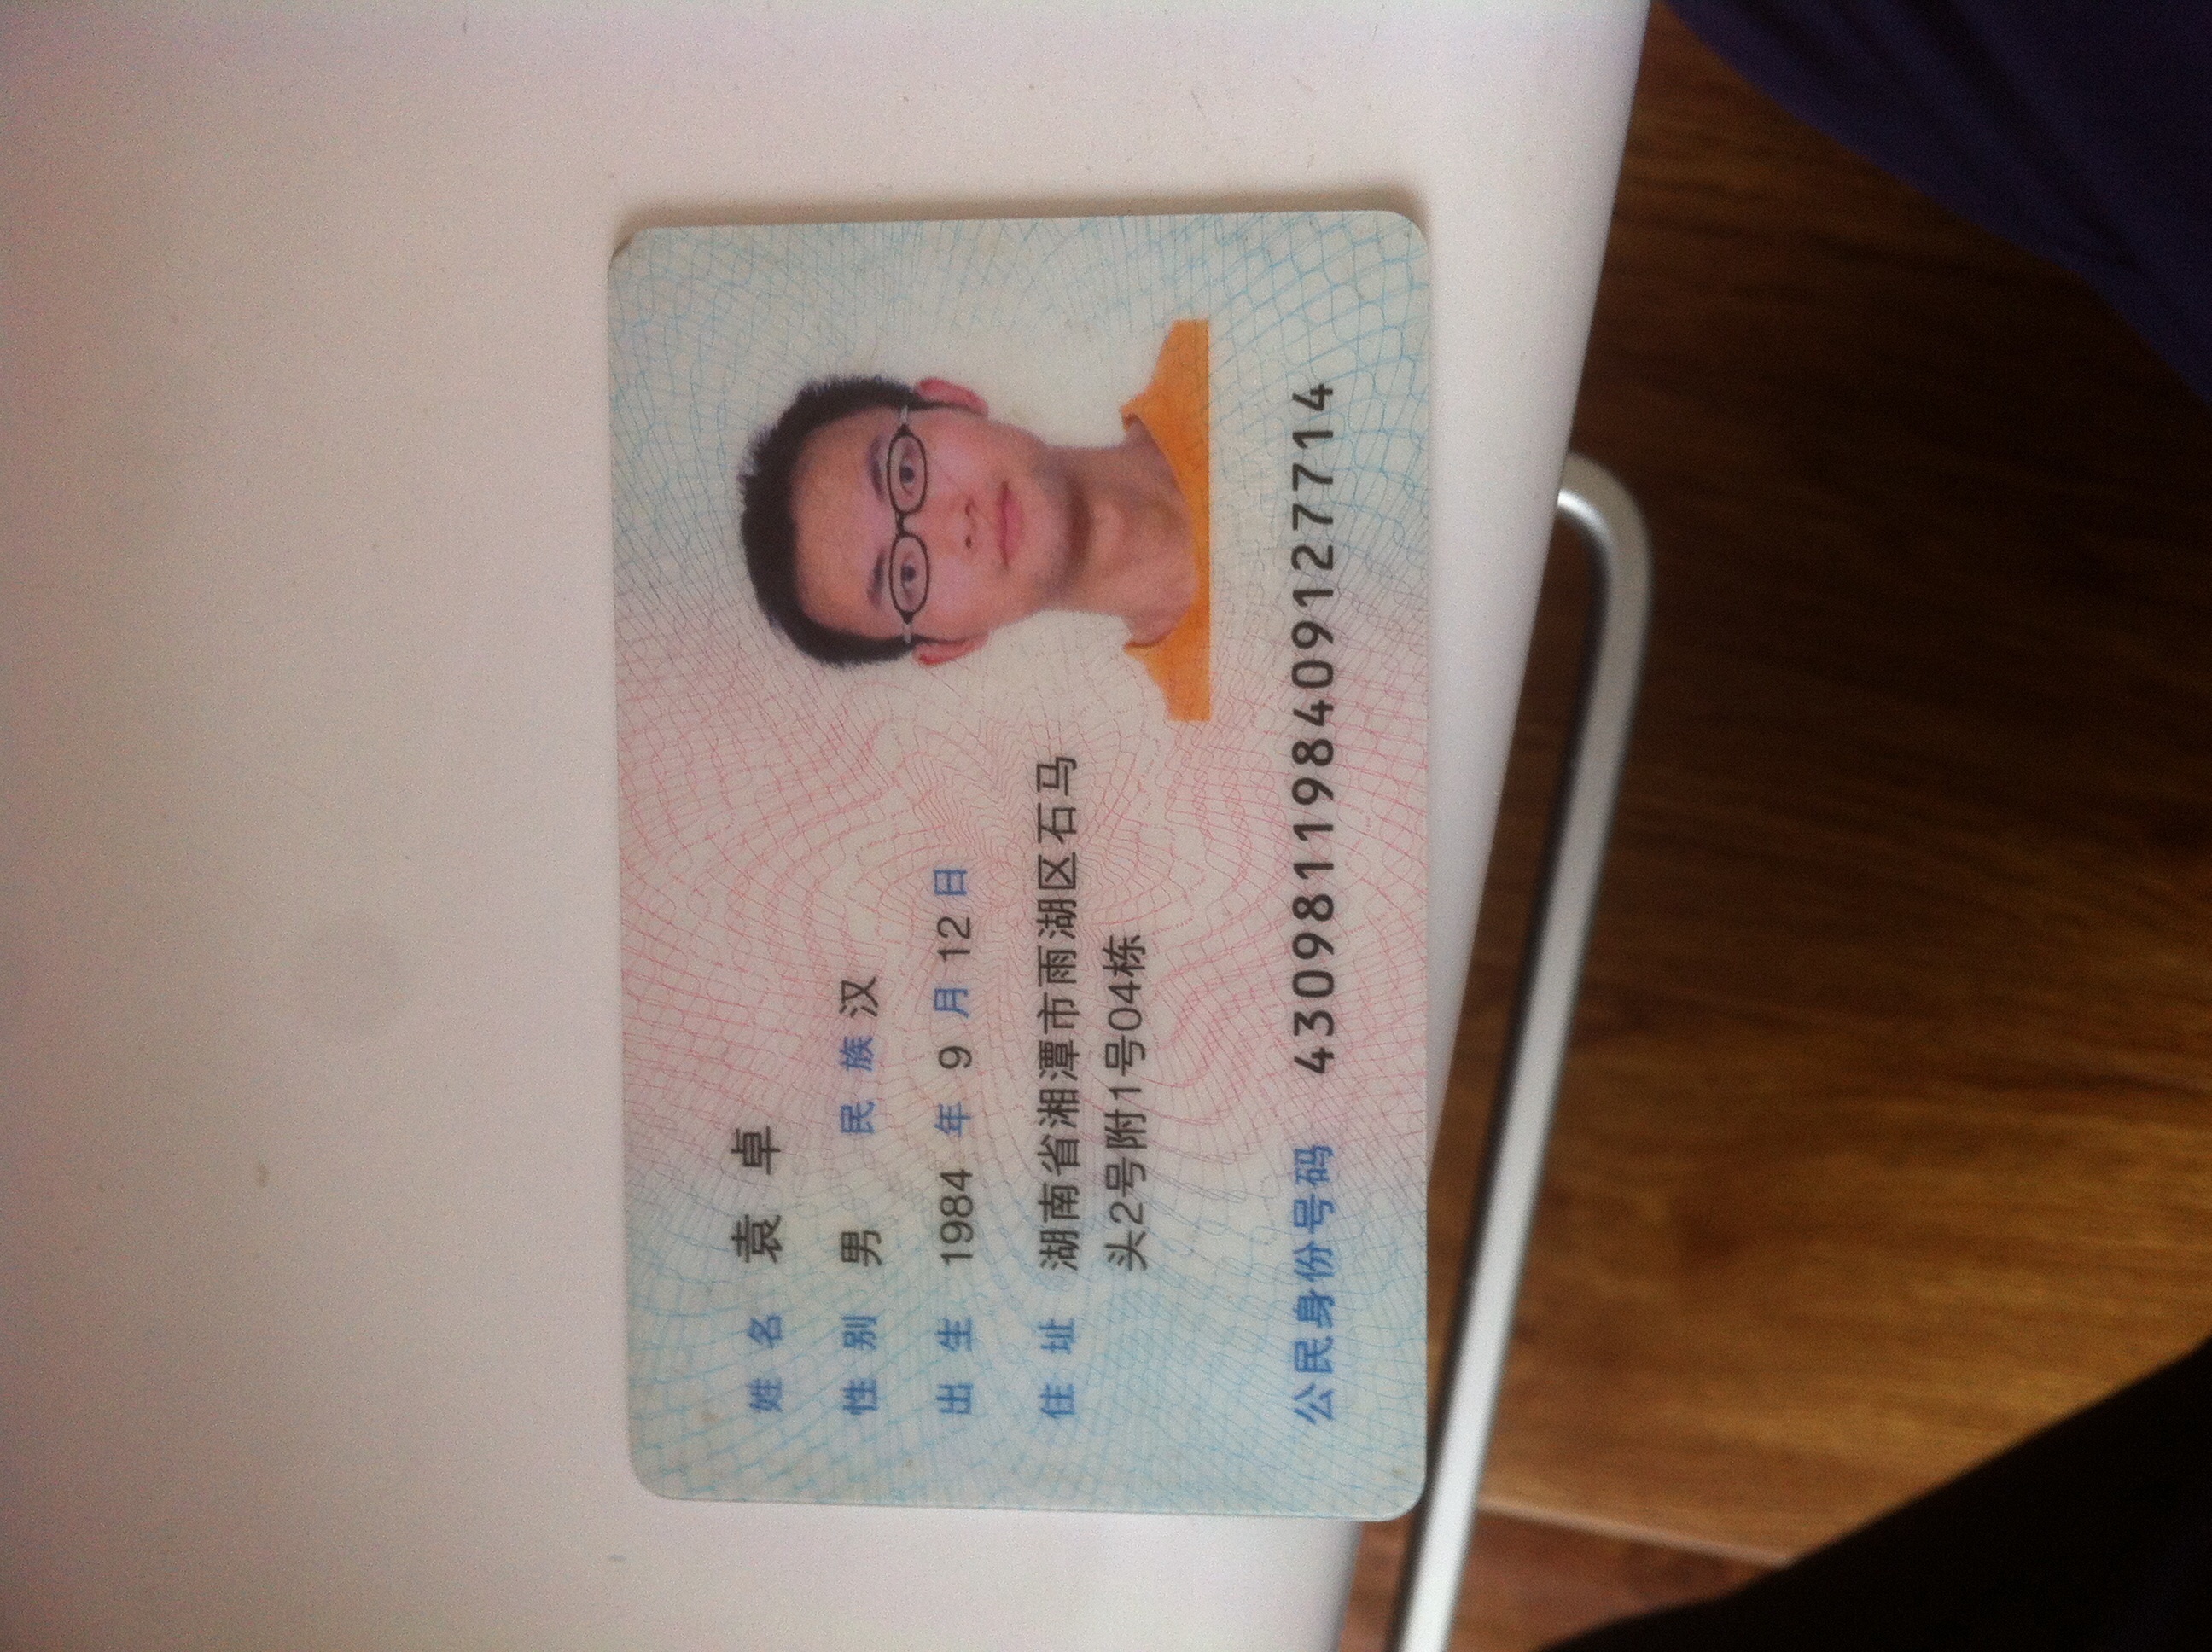 姓名 袁卓
性别 男 民族 汉
出生 1984 年 9 月 12 日
住址 湖南省湘潭市雨湖区石马
头2号附1号04栋
公民身份号码 430981198409127714